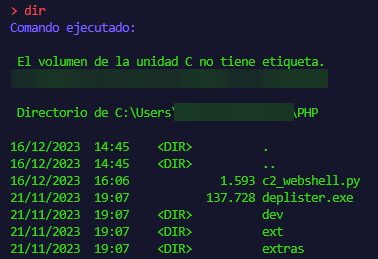 > dir
Comando ejecutado:
El volumen de la unidad C no tiene etiqueta.
Directorio de C:\Users\ \PHP
16/12/2023 14:45 <DIR> .
16/12/2023 14:45 <DIR> ..
16/12/2023 16:06 1.593 c2_webshell.py
21/11/2023 19:07 137.728 deplister.exe
21/11/2023 19:07 <DIR> dev
21/11/2023 19:07 <DIR> ext
21/11/2023 19:07 <DIR> extras